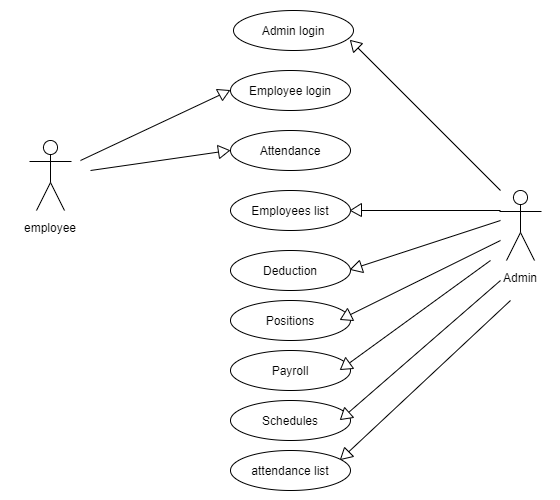 Admin login
Employee login
Attendance
employee
Employees list
Admin
Deduction
Positions
Payroll
Schedules
attendance list